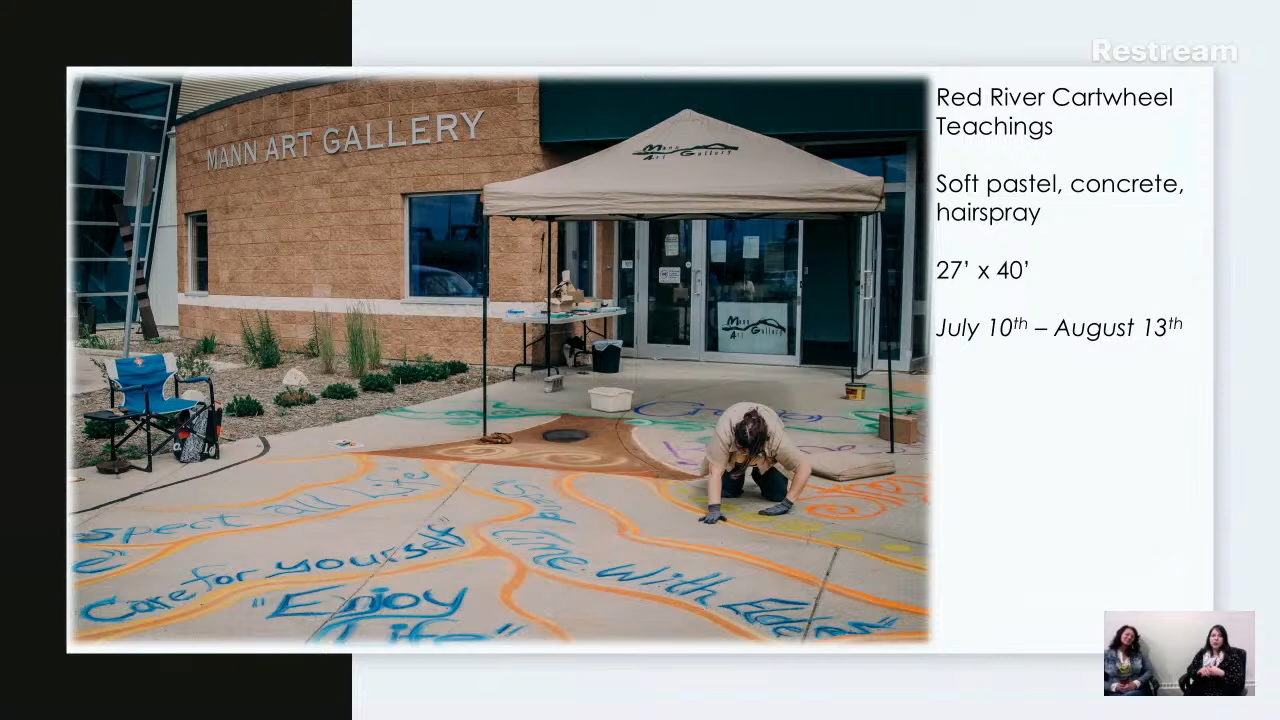 Restream
Red River Cartwheel
Teachings
Soft pastel, concrete,
hairspray
27’ x 40’
July 10th – August 13th
MANN ART GALLERY
Mann
Art Gallery
Mann
Art Gallery
"Spend
time With Elders"
spect all Life
Care for yourself"
"Enjoy
Life"